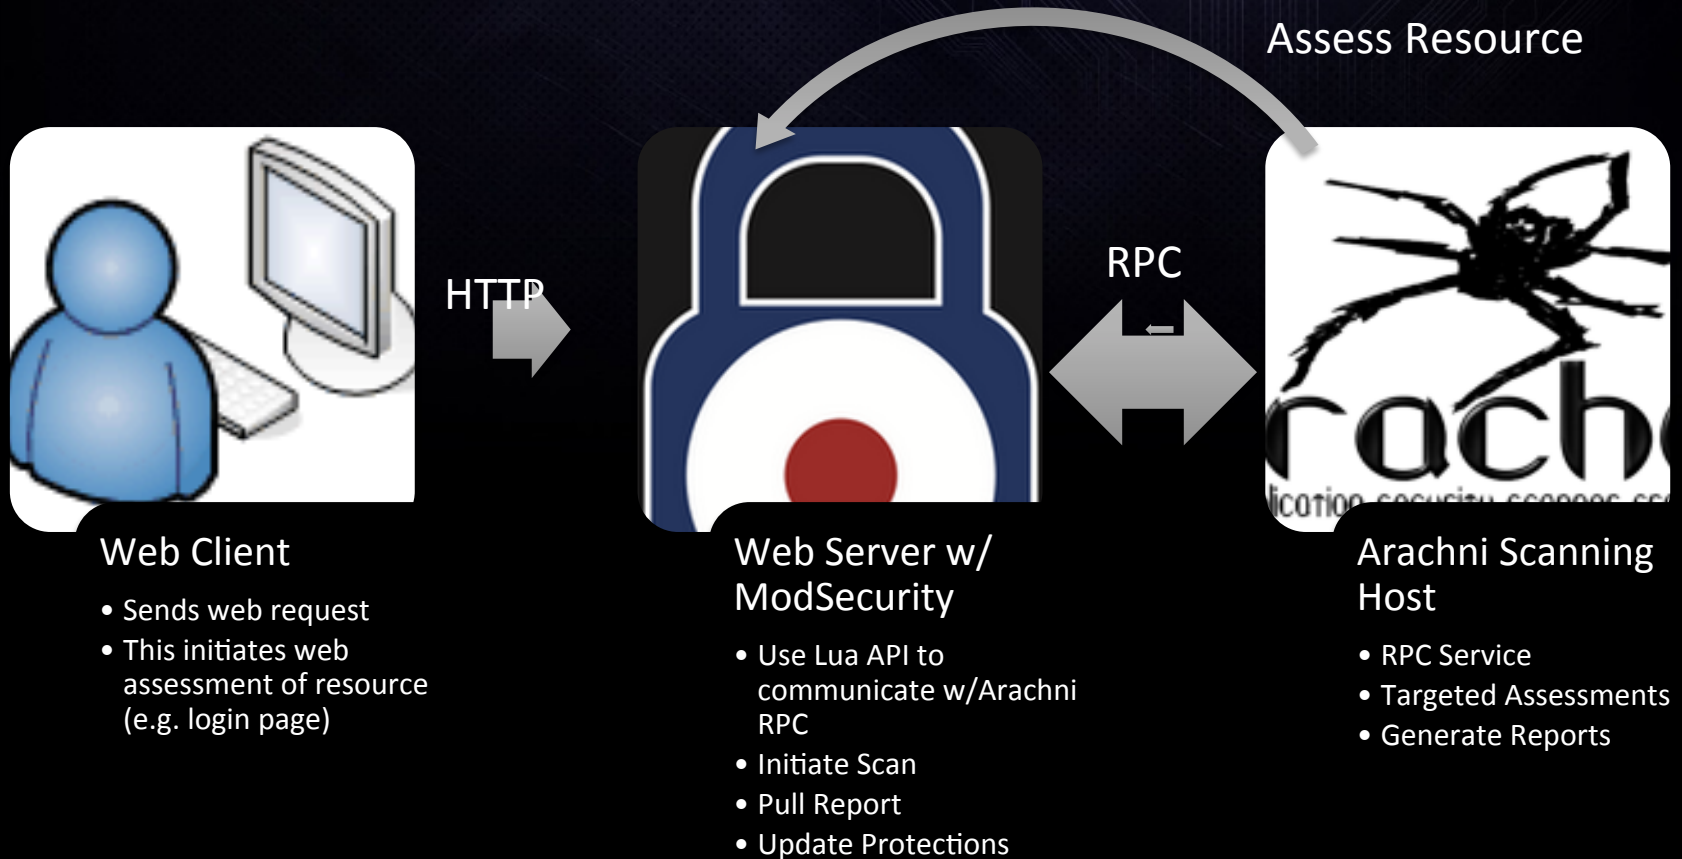 Assess Resource
HTTP
RPC
rach
Web Client
• Sends web request
• This initiates web
assessment of resource
(e.g. login page)
Web Server w/
ModSecurity
• Use Lua API to
communicate w/Arachni
RPC
• Initiate Scan
• Pull Report
• Update Protections
Arachni Scanning
Host
• RPC Service
• Targeted Assessments
• Generate Reports